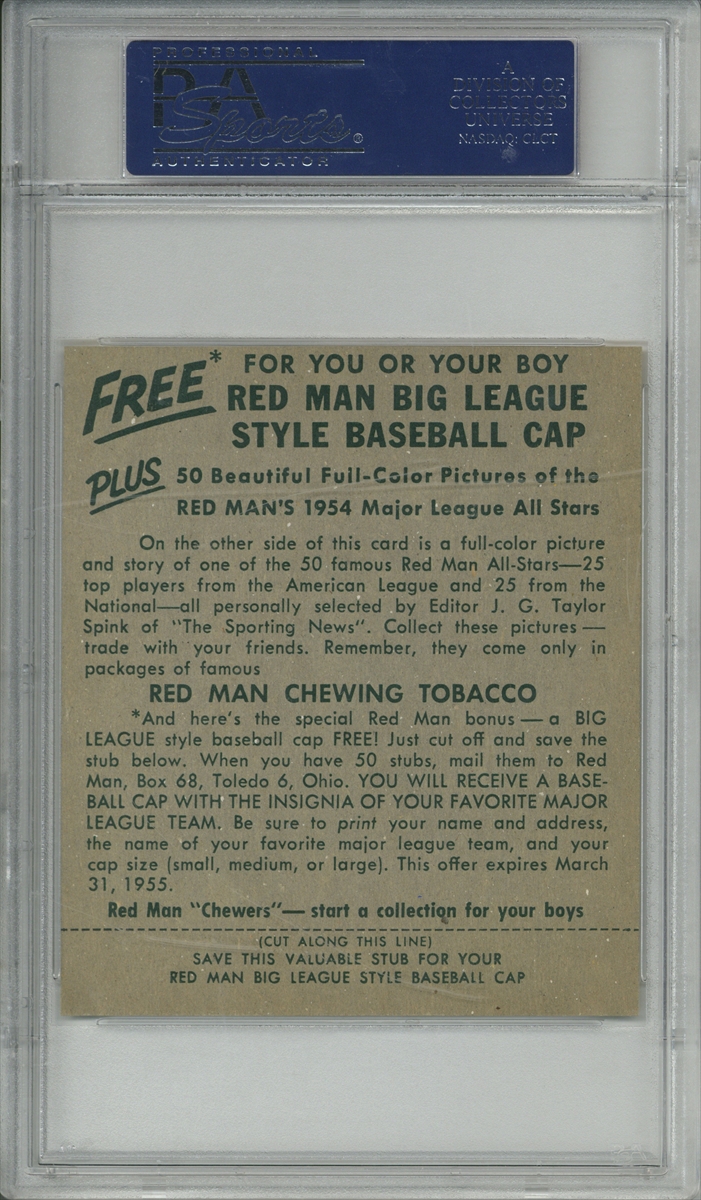 PROFESSIONAL
PSA
Sports®
AUTHENTICATOR
A
DIVISION OF
COLLECTORS
UNIVERSE
NASDAQ: CLCT
FREE* FOR YOU OR YOUR BOY
RED MAN BIG LEAGUE
STYLE BASEBALL CAP
PLUS 50 Beautiful Full-Color Pictures of the
RED MAN'S 1954 Major League All Stars
On the other side of this card is a full-color picture
and story of one of the 50 famous Red Man All-Stars—25
top players from the American League and 25 from the
National—all personally selected by Editor J. G. Taylor
Spink of "The Sporting News". Collect these pictures—
trade with your friends. Remember, they come only in
packages of famous
RED MAN CHEWING TOBACCO
*And here's the special Red Man bonus—a BIG
LEAGUE style baseball cap FREE! Just cut off and save the
stub below. When you have 50 stubs, mail them to Red
Man, Box 68, Toledo 6, Ohio. YOU WILL RECEIVE A BASE-
BALL CAP WITH THE INSIGNIA OF YOUR FAVORITE MAJOR
LEAGUE TEAM. Be sure to print your name and address,
the name of your favorite major league team, and your
cap size (small, medium, or large). This offer expires March
31, 1955.
Red Man "Chewers"—start a collection for your boys
(CUT ALONG THIS LINE)
SAVE THIS VALUABLE STUB FOR YOUR
RED MAN BIG LEAGUE STYLE BASEBALL CAP